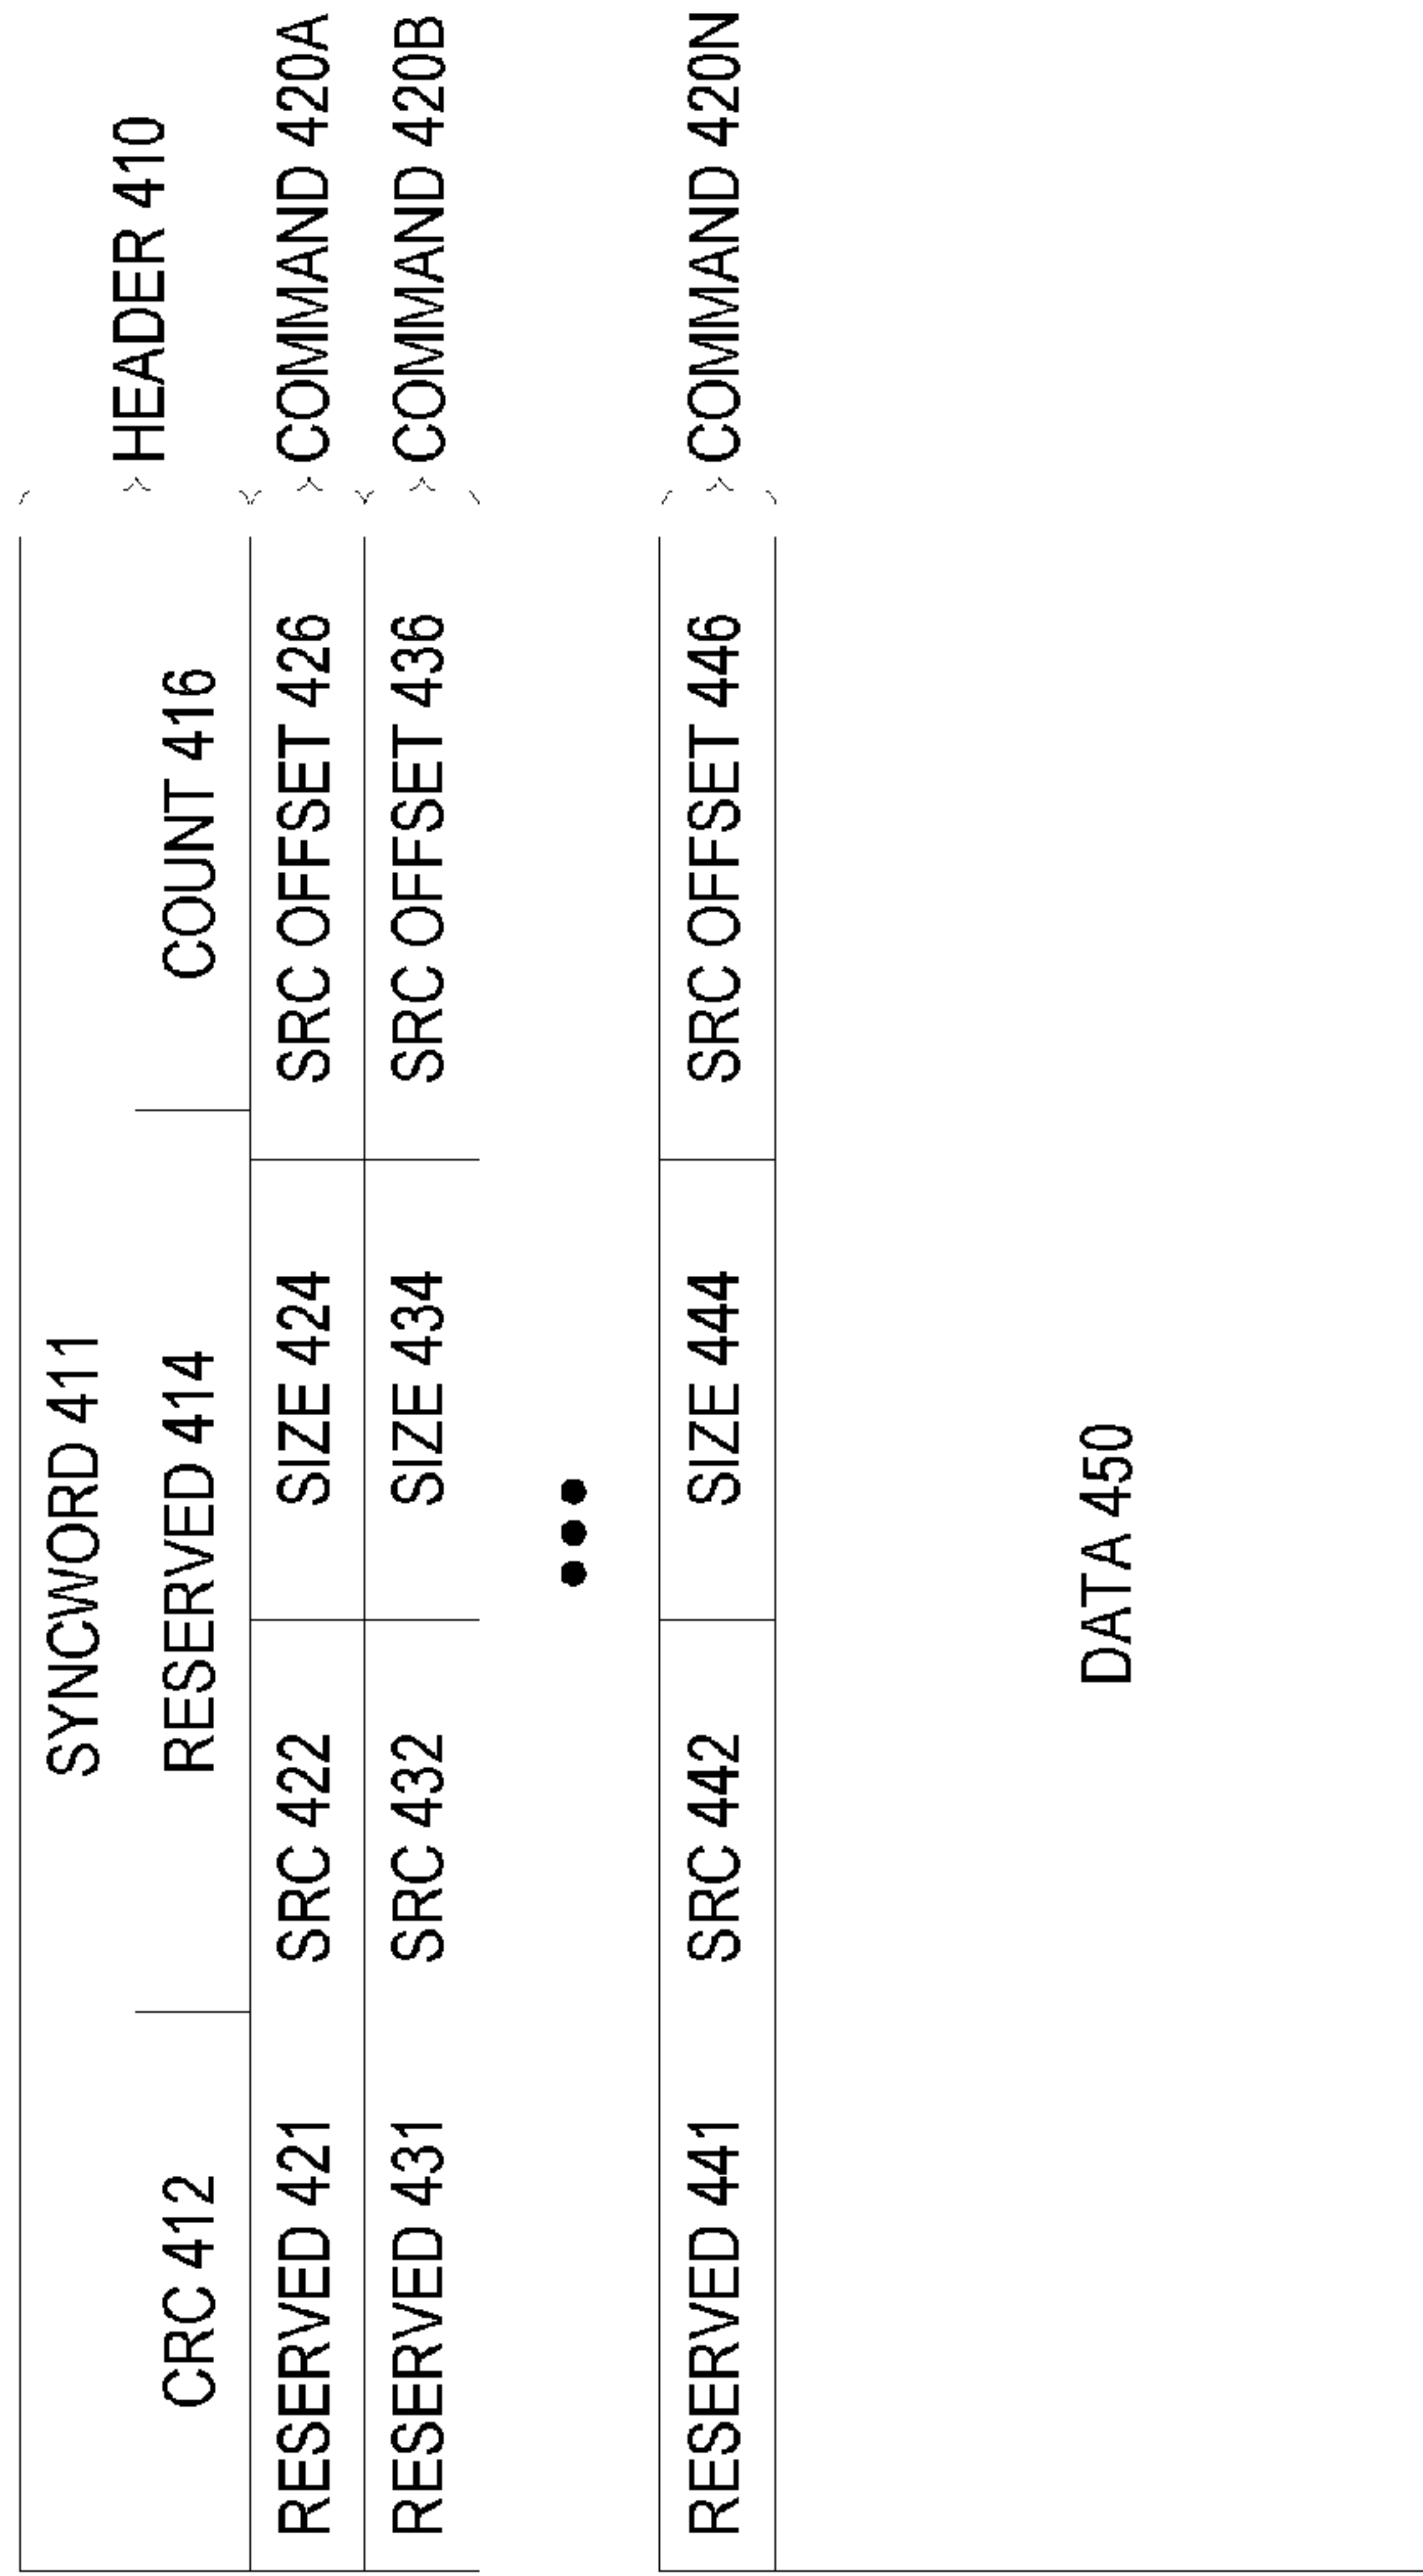 SYNCWORD 411
CRC 412 RESERVED 414 COUNT 416
HEADER 410
RESERVED 421 SRC 422 SIZE 424 SRC OFFSET 426 COMMAND 420A
RESERVED 431 SRC 432 SIZE 434 SRC OFFSET 436 COMMAND 420B
RESERVED 441 SRC 442 SIZE 444 SRC OFFSET 446 COMMAND 420N
DATA 450